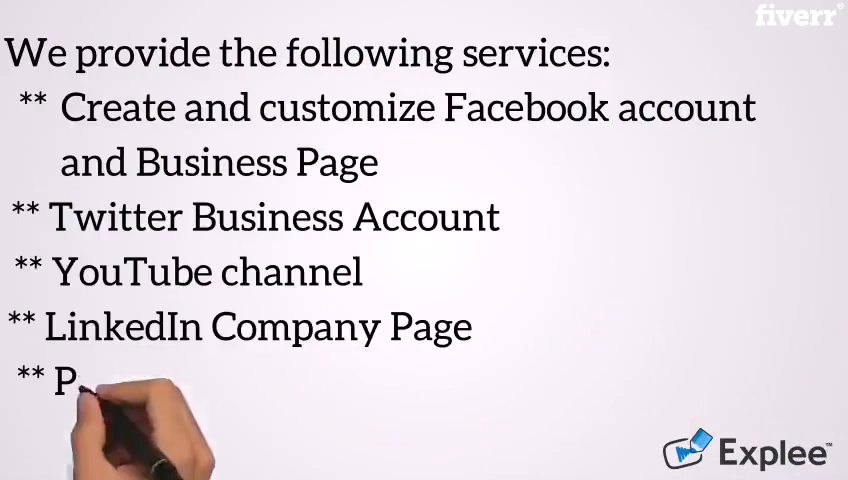 fiverr®
We provide the following services:
** Create and customize Facebook account
and Business Page
** Twitter Business Account
** YouTube channel
** LinkedIn Company Page
** P
Explee™